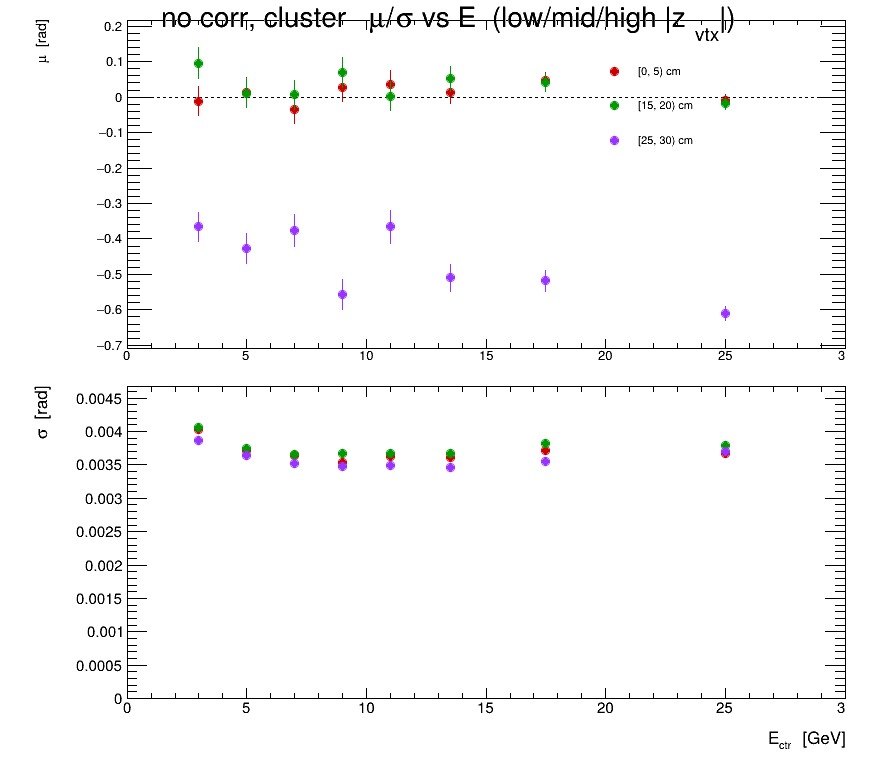 no corr, cluster μ/σ vs E (low/mid/high |z_vtx|)
μ [rad]
0.2
0.1
0
−0.1
−0.2
−0.3
−0.4
−0.5
−0.6
−0.7
[0, 5) cm
[15, 20) cm
[25, 30) cm
0 5 10 15 20 25 3
σ [rad]
0.0045
0.004
0.0035
0.003
0.0025
0.002
0.0015
0.001
0.0005
0
0 5 10 15 20 25 3
E_ctr [GeV]